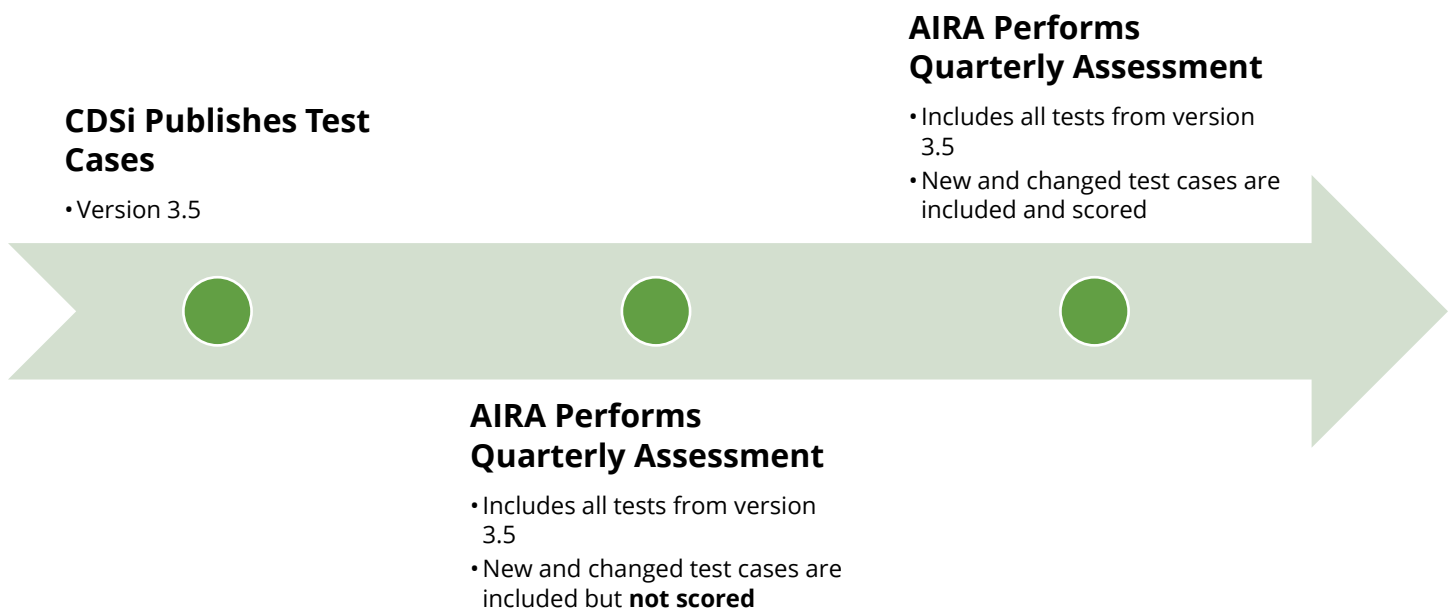 CDSi Publishes Test
Cases
• Version 3.5
AIRA Performs
Quarterly Assessment
• Includes all tests from version
3.5
• New and changed test cases are
included but not scored
AIRA Performs
Quarterly Assessment
• Includes all tests from version
3.5
• New and changed test cases are
included and scored